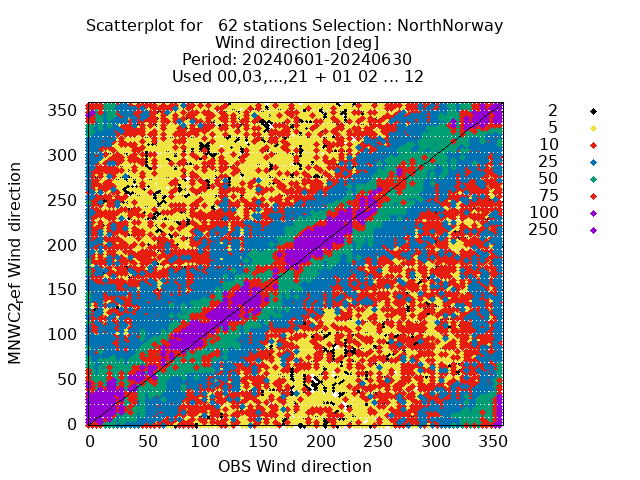 Scatterplot for 62 stations Selection: NorthNorway
Wind direction [deg]
Period: 20240601-20240630
Used 00,03,...,21 + 01 02 ... 12
2
5
10
25
50
75
100
250
350
300
250
200
150
100
50
0
0 50 100 150 200 250 300 350
OBS Wind direction
Wind direction